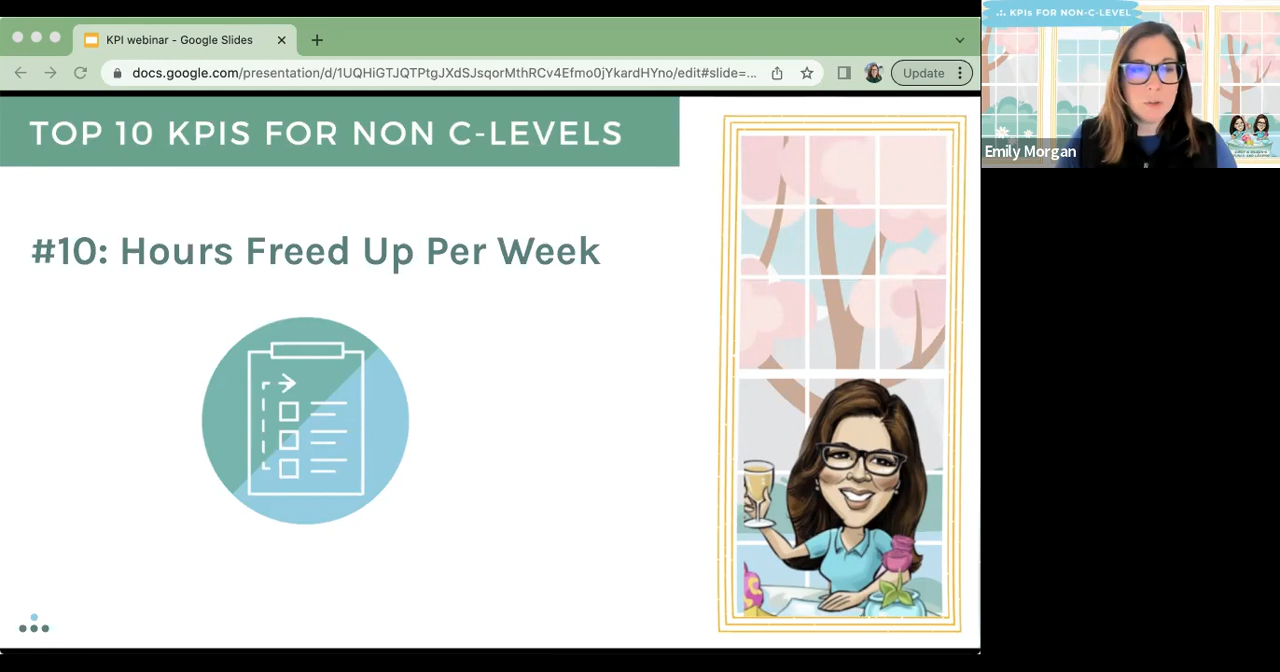 KPI webinar - Google Slides
docs.google.com/presentation/d/1UQHiGTJQTPtgJXdSJsqorMthRCv4Efmo0jYkardHYno/edit#slide=...
Update
TOP 10 KPIS FOR NON C-LEVELS
#10: Hours Freed Up Per Week
KPIs FOR NON-C-LEVEL
Emily Morgan